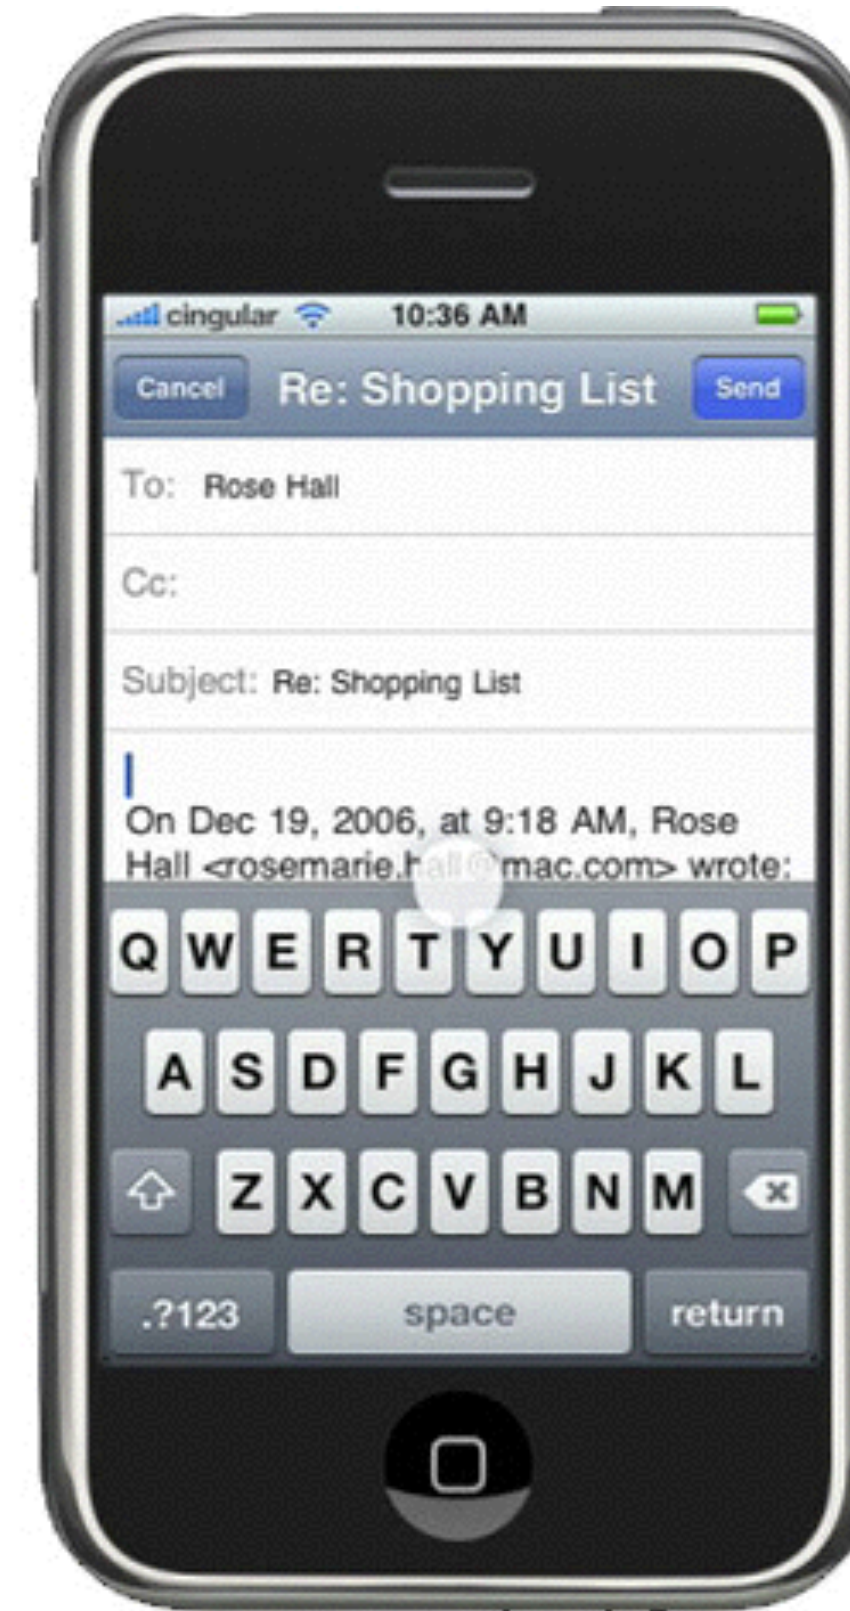 cingular 10:36 AM
Cancel Re: Shopping List Send
To: Rose Hall
Cc:
Subject: Re: Shopping List
On Dec 19, 2006, at 9:18 AM, Rose
Hall <rosemarie.hall@mac.com> wrote:
Q W E R T Y U I O P
A S D F G H J K L
Z X C V B N M
.?123 space return